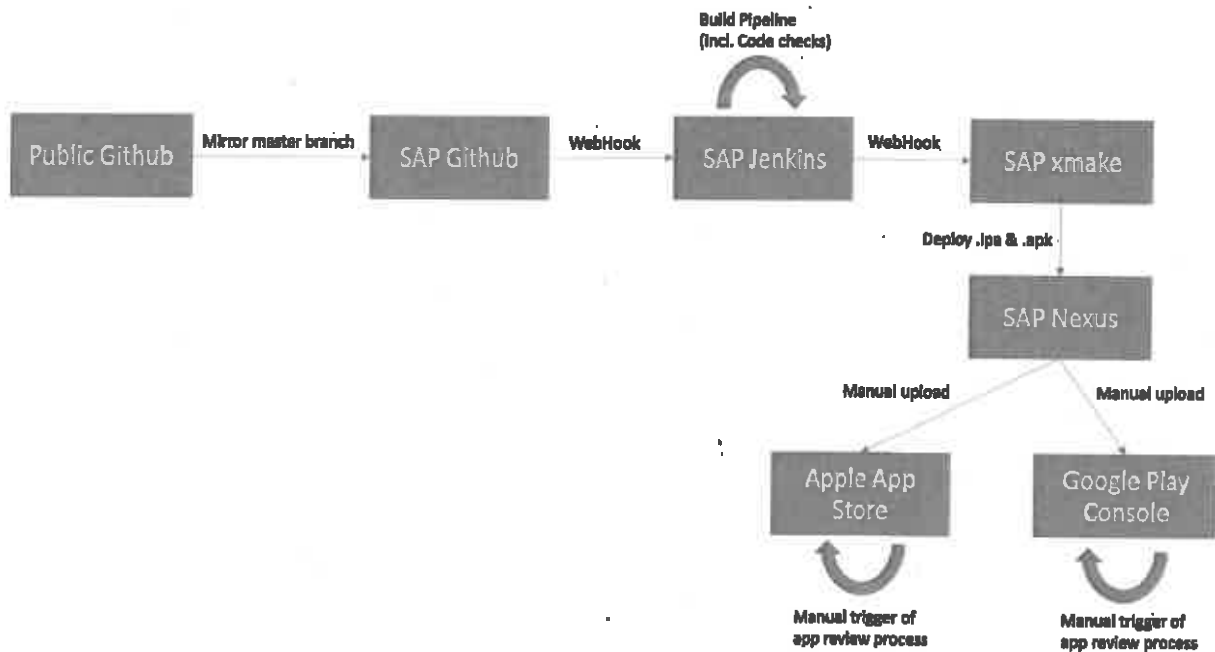 Build Pipeline
(incl. Code checks)
Public Github
Mirror master branch
SAP Github
WebHook
SAP Jenkins
WebHook
SAP xmake
Deploy .ipa & .apk
SAP Nexus
Manual upload
Manual upload
Apple App
Store
Google Play
Console
Manual trigger of
app review process
Manual trigger of
app review process